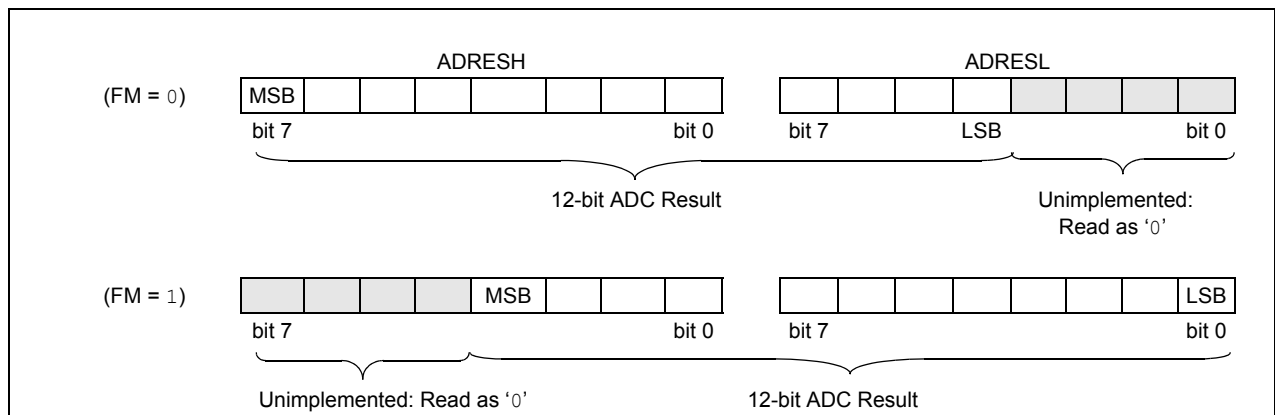 ADRESH ADRESL
(FM = 0) MSB
bit 7 bit 0 bit 7 LSB bit 0
12-bit ADC Result Unimplemented:
Read as ‘0’
(FM = 1) MSB LSB
bit 7 bit 0 bit 7 bit 0
Unimplemented: Read as ‘0’ 12-bit ADC Result